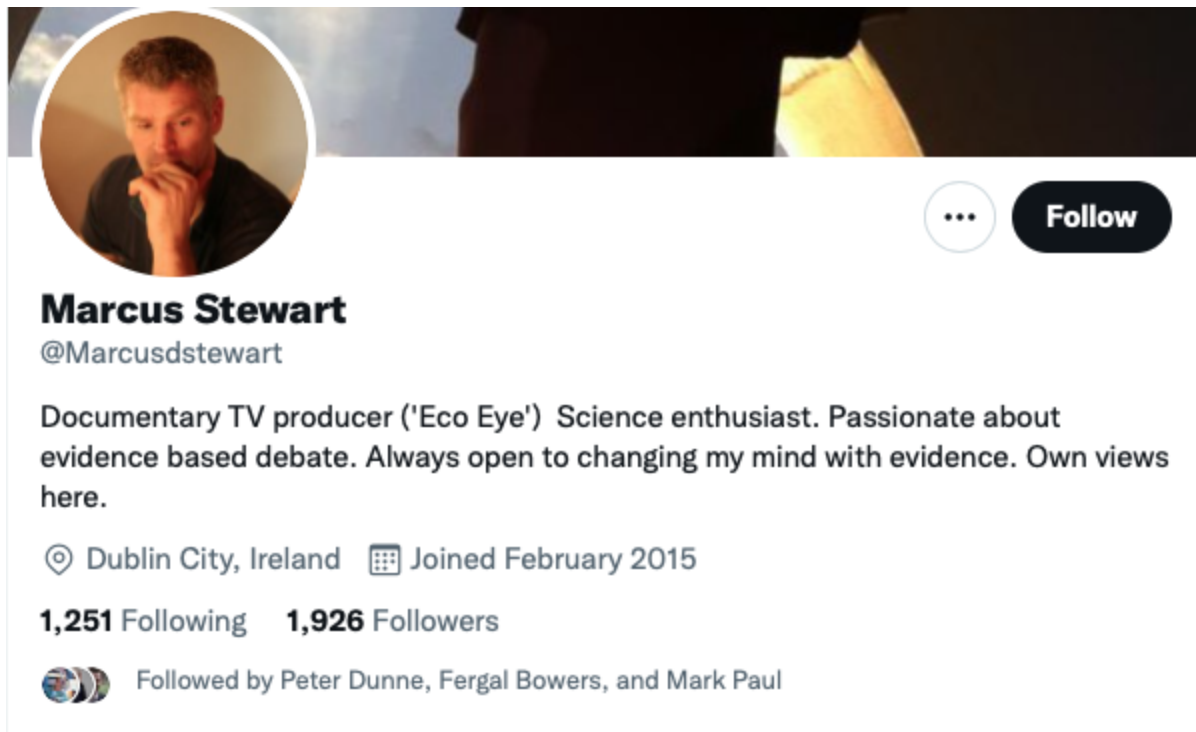 Follow
Marcus Stewart
@Marcusdstewart
Documentary TV producer ('Eco Eye')  Science enthusiast. Passionate about
evidence based debate. Always open to changing my mind with evidence. Own views
here.
Dublin City, Ireland Joined February 2015
1,251 Following 1,926 Followers
Followed by Peter Dunne, Fergal Bowers, and Mark Paul